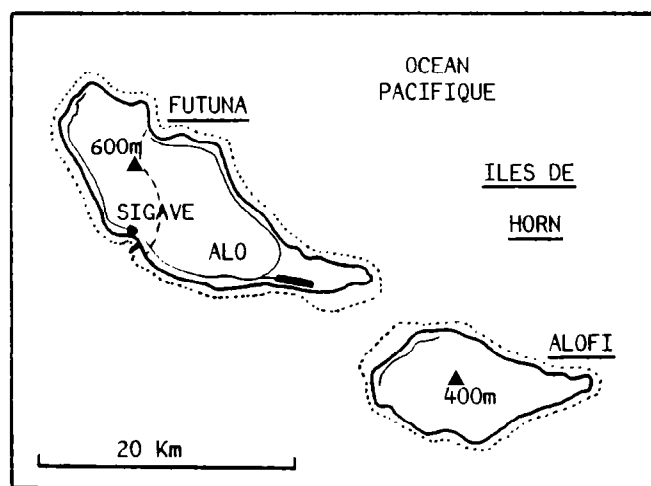 OCEAN
PACIFIQUE
FUTUNA
600m
ILES DE
HORN
SIGAVE
ALO
ALOFI
400m
20 Km